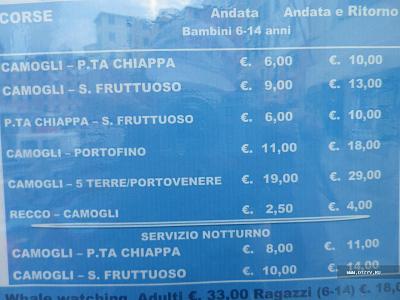 CORSE Andata Andata e Ritorno
Bambini 6-14 anni
CAMOGLI – P.TA CHIAPPA €. 6,00 €. 10,00
CAMOGLI – S. FRUTTUOSO €. 9,00 €. 13,00
P.TA CHIAPPA – S. FRUTTUOSO €. 6,00 €. 10,00
CAMOGLI – PORTOFINO €. 11,00 €. 18,00
CAMOGLI – 5 TERRE/PORTOVENERE €. 19,00 €. 29,00
RECCO – CAMOGLI €. 2,50 €. 4,00
SERVIZIO NOTTURNO
CAMOGLI – P.TA CHIAPPA €. 8,00 €. 11,00
CAMOGLI – S. FRUTTUOSO €. 10,00 €. 14,00
Whale watching Adulti €. 33,00 Ragazzi (6-14) €. 18,0